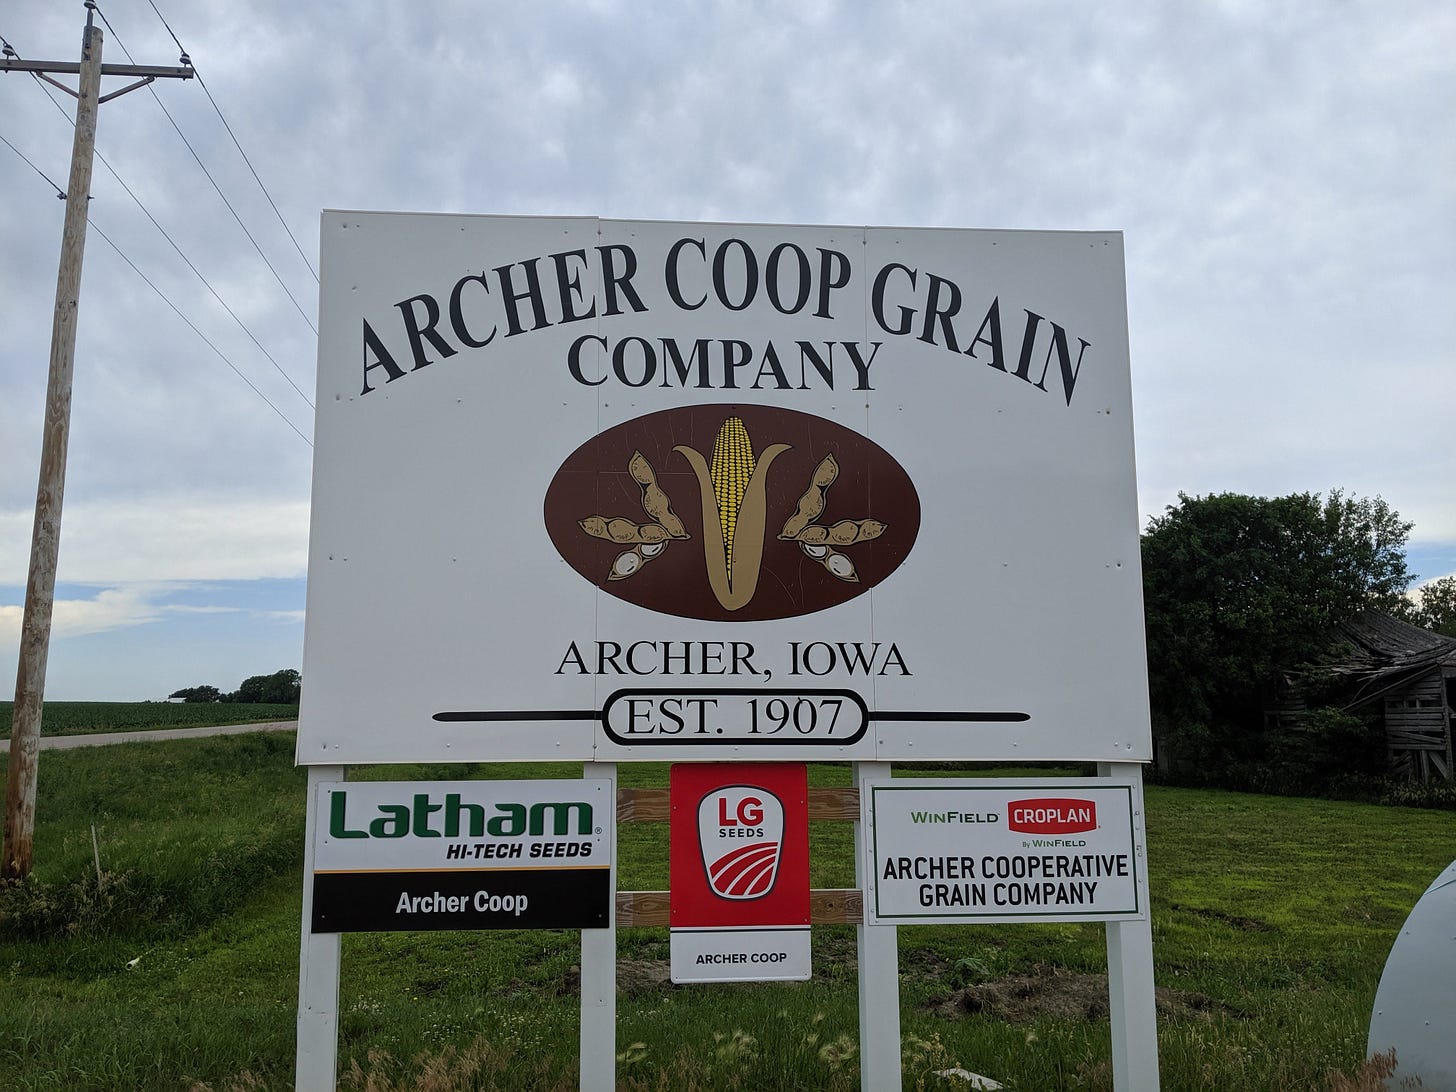 ARCHER COOP GRAIN
COMPANY
ARCHER, IOWA
EST. 1907
Latham®
HI-TECH SEEDS
Archer Coop
LG
SEEDS
ARCHER COOP
WINFIELD CROPLAN®
By WINFIELD
ARCHER COOPERATIVE
GRAIN COMPANY